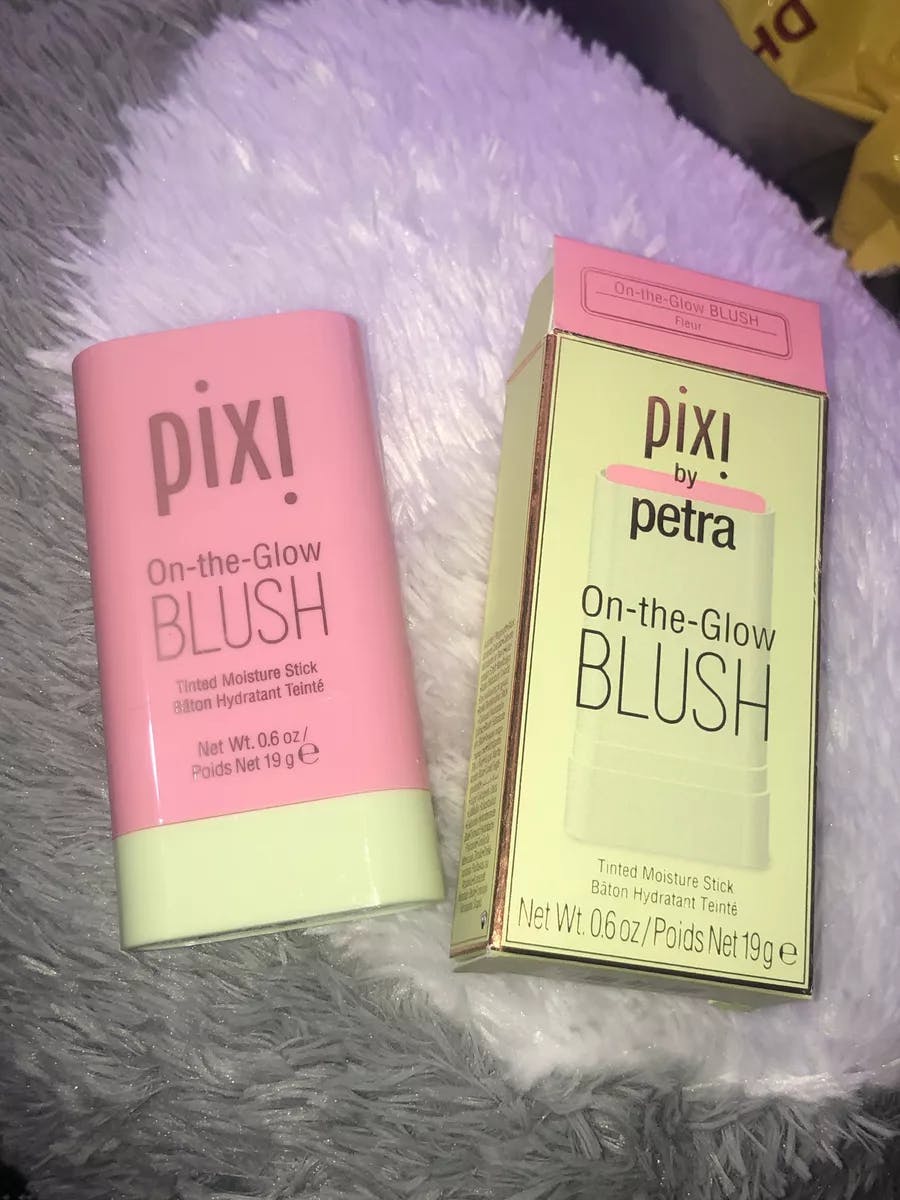 pixi
On-the-Glow
BLUSH
Tinted Moisture Stick
Bâton Hydratant Teinté
Net Wt. 0.6 oz/
Poids Net 19 g e
On-the-Glow BLUSH
Fleur
pixi
by
petra
On-the-Glow
BLUSH
Tinted Moisture Stick
Bâton Hydratant Teinté
Net Wt. 0.6 oz/Poids Net 19g e
DH